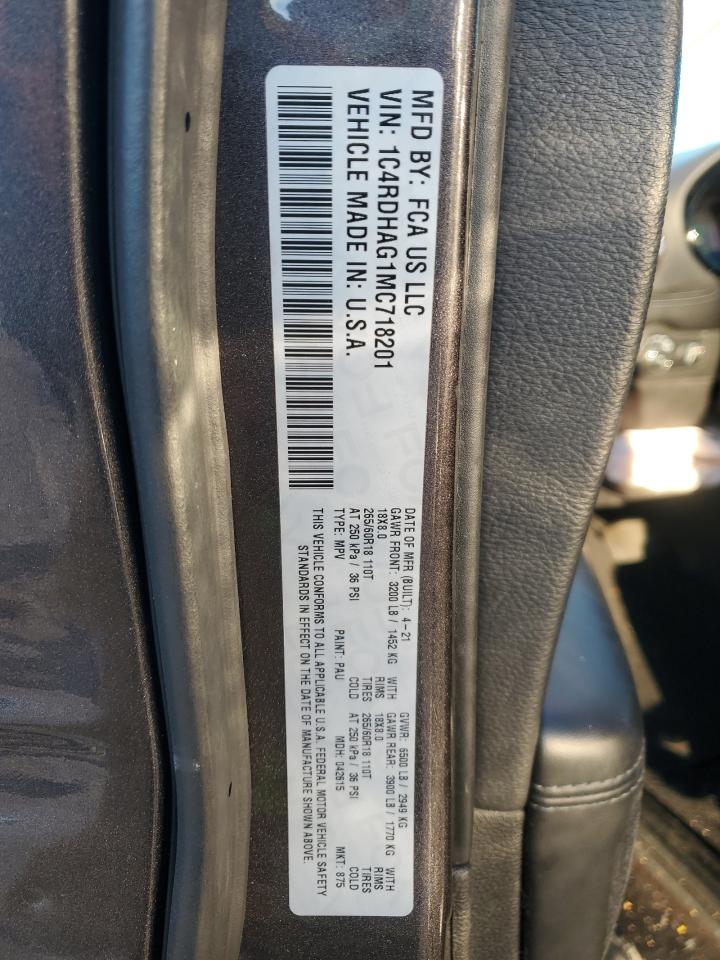 MFD BY: FCA US LLC
VIN: 1C4RDHAG1MC718201
VEHICLE MADE IN: U.S.A.
DATE OF MFR (BUILT): 4-21 GVWR: 6500 LB / 2949 KG
GAWR FRONT: 3200 LB / 1452 KG WITH GAWR REAR: 3900 LB / 1770 KG WITH
18X8.0 RIMS 18X8.0 RIMS
265/60R18 110T TIRES 265/60R18 110T TIRES
AT 250 kPa / 36 PSI COLD AT 250 kPa / 36 PSI COLD
TYPE: MPV PAINT: PAU MDH: 042615 MKT: 875
THIS VEHICLE CONFORMS TO ALL APPLICABLE U.S.A. FEDERAL MOTOR VEHICLE SAFETY
STANDARDS IN EFFECT ON THE DATE OF MANUFACTURE SHOWN ABOVE.